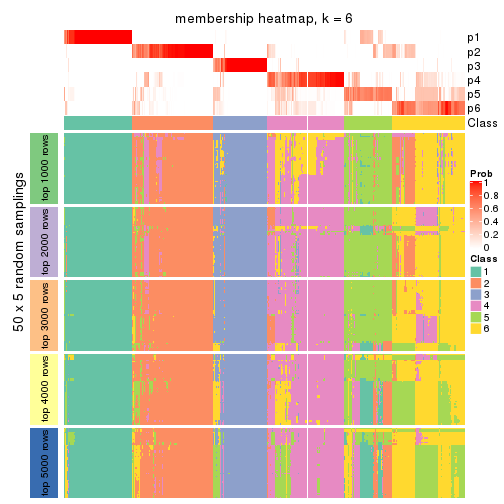 membership heatmap, k = 6
p1
p2
p3
p4
p5
p6
Class
50 x 5 random samplings
top 1000 rows
top 2000 rows
top 3000 rows
top 4000 rows
top 5000 rows
Prob
1
0.8
0.6
0.4
0.2
0
Class
1
2
3
4
5
6